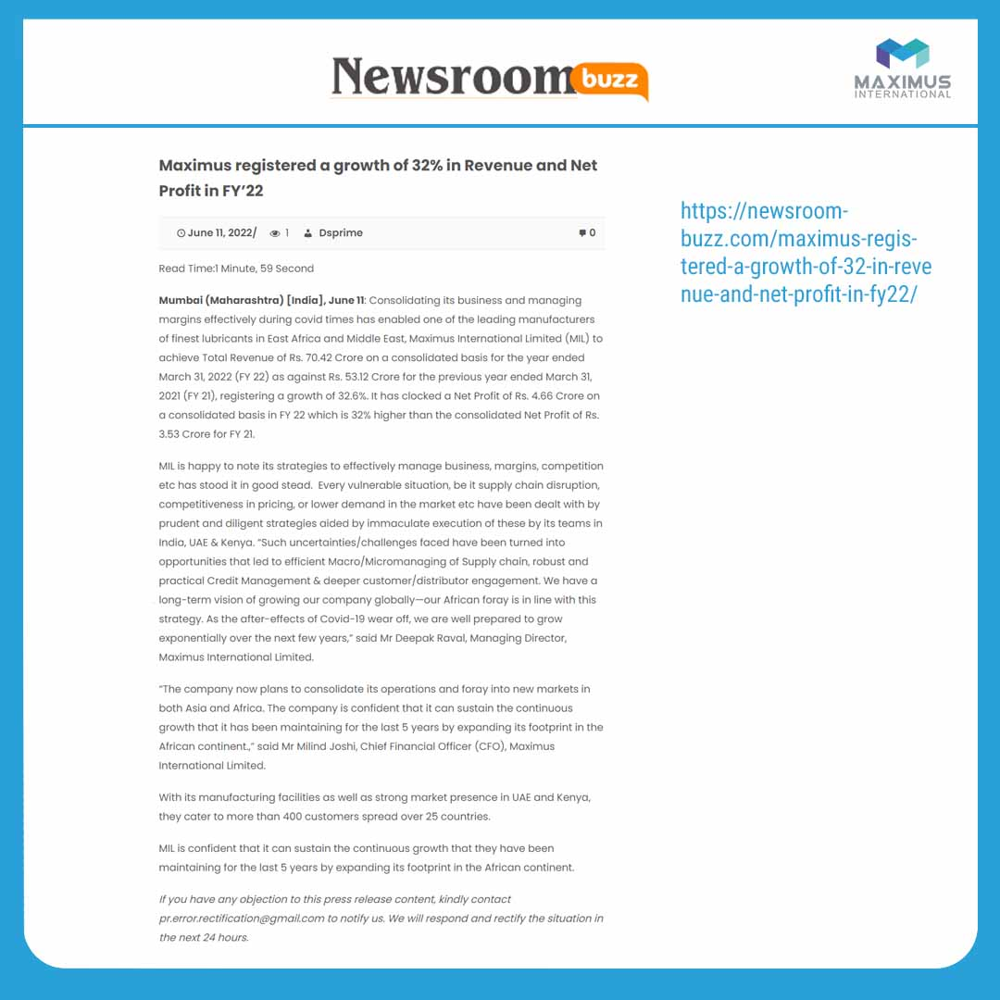 Newsroom buzz
MAXIMUS
INTERNATIONAL
Maximus registered a growth of 32% in Revenue and Net
Profit in FY’22
June 11, 2022/ 1 Dsprime 0
Read Time:1 Minute, 59 Second
Mumbai (Maharashtra) [India], June 11: Consolidating its business and managing
margins effectively during covid times has enabled one of the leading manufacturers
of finest lubricants in East Africa and Middle East, Maximus International Limited (MIL) to
achieve Total Revenue of Rs. 70.42 Crore on a consolidated basis for the year ended
March 31, 2022 (FY 22) as against Rs. 53.12 Crore for the previous year ended March 31,
2021 (FY 21), registering a growth of 32.6%. It has clocked a Net Profit of Rs. 4.66 Crore on
a consolidated basis in FY 22 which is 32% higher than the consolidated Net Profit of Rs.
3.53 Crore for FY 21.
MIL is happy to note its strategies to effectively manage business, margins, competition
etc has stood it in good stead.  Every vulnerable situation, be it supply chain disruption,
competitiveness in pricing, or lower demand in the market etc have been dealt with by
prudent and diligent strategies aided by immaculate execution of these by its teams in
India, UAE & Kenya. “Such uncertainties/challenges faced have been turned into
opportunities that led to efficient Macro/Micromanaging of Supply chain, robust and
practical Credit Management & deeper customer/distributor engagement. We have a
long-term vision of growing our company globally—our African foray is in line with this
strategy. As the after-effects of Covid-19 wear off, we are well prepared to grow
exponentially over the next few years,” said Mr Deepak Raval, Managing Director,
Maximus International Limited.
“The company now plans to consolidate its operations and foray into new markets in
both Asia and Africa. The company is confident that it can sustain the continuous
growth that it has been maintaining for the last 5 years by expanding its footprint in the
African continent.,” said Mr Milind Joshi, Chief Financial Officer (CFO), Maximus
International Limited.
With its manufacturing facilities as well as strong market presence in UAE and Kenya,
they cater to more than 400 customers spread over 25 countries.
MIL is confident that it can sustain the continuous growth that they have been
maintaining for the last 5 years by expanding its footprint in the African continent.
If you have any objection to this press release content, kindly contact
pr.error.rectification@gmail.com to notify us. We will respond and rectify the situation in
the next 24 hours.
https://newsroom-
buzz.com/maximus-regis-
tered-a-growth-of-32-in-reve
nue-and-net-profit-in-fy22/